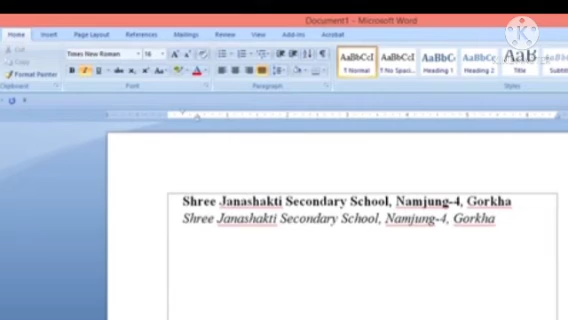 Document1 - Microsoft Word
Home Insert Page Layout References Mailings Review View Add-Ins Acrobat
Cut Times New Roman 16
Copy
Format Painter B I U abc
AaBbCcI AaBbCcI AaBbC AaBbCc AaB
¶ Normal ¶ No Spaci... Heading 1 Heading 2 Title Subtit
Clipboard Font Paragraph Styles
Shree Janashakti Secondary School, Namjung-4, Gorkha
Shree Janashakti Secondary School, Namjung-4, Gorkha